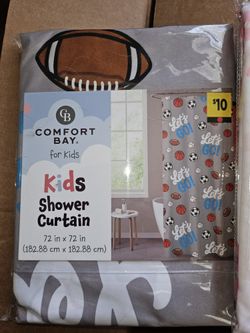 CB
COMFORT
BAY®
for Kids
Kids
Shower
Curtain
72 in x 72 in
(182.88 cm x 182.88 cm)
$10
Let's
GO!
Let's
GO!
Let's
GO!